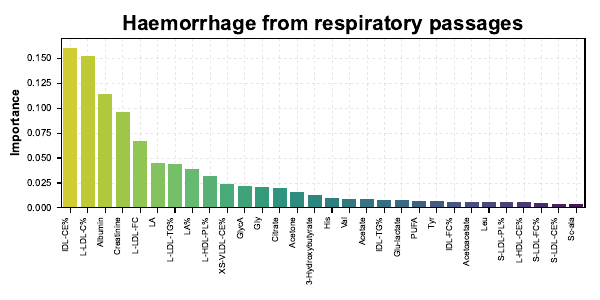 Haemorrhage from respiratory passages
Importance
0.150
0.125
0.100
0.075
0.050
0.025
0.000
IDL-CE%
L-LDL-C%
Albumin
Creatinine
L-LDL-FC
LA
L-LDL-TG%
LA%
L-HDL-PL%
XS-VLDL-CE%
GlycA
Gly
Citrate
Acetone
3-Hydroxybutyrate
His
Val
Acetate
IDL-TG%
Glu-lactate
PUFA
Tyr
IDL-FC%
Acetoacetate
Leu
S-LDL-PL%
L-HDL-CE%
S-LDL-FC%
S-LDL-CE%
Sc-ala